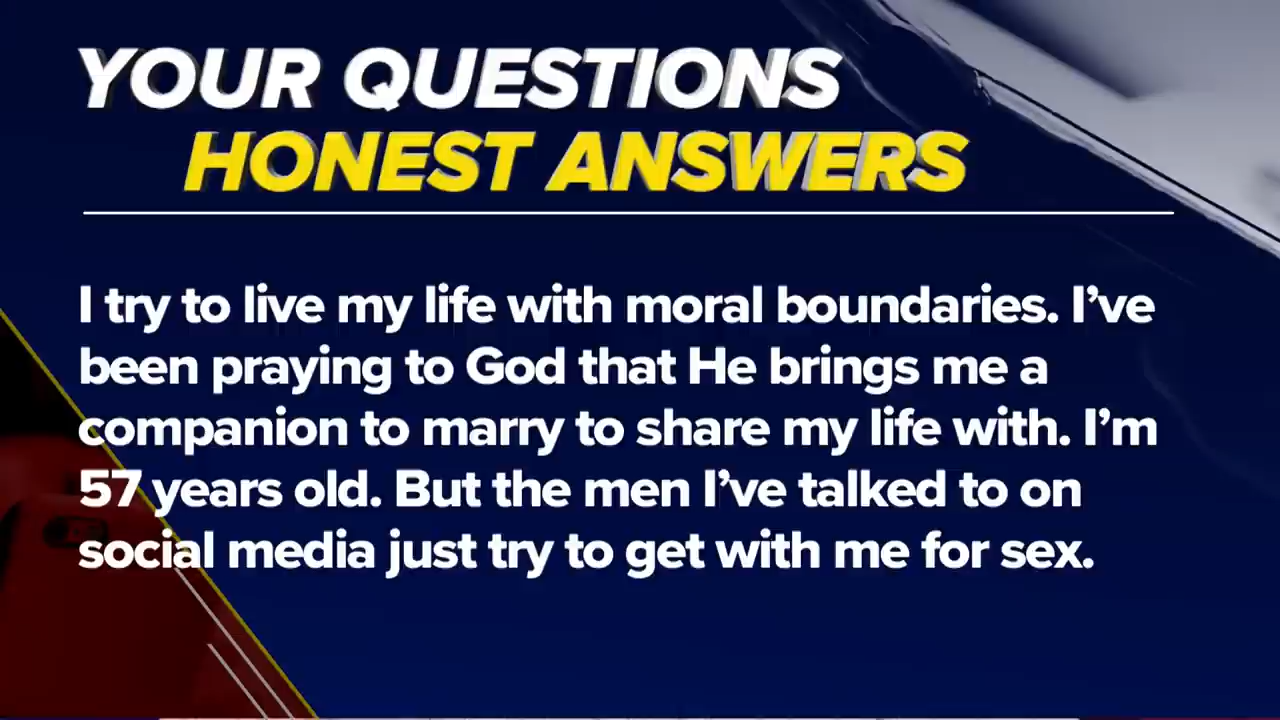 YOUR QUESTIONS
HONEST ANSWERS
I try to live my life with moral boundaries. I’ve
been praying to God that He brings me a
companion to marry to share my life with. I’m
57 years old. But the men I’ve talked to on
social media just try to get with me for sex.